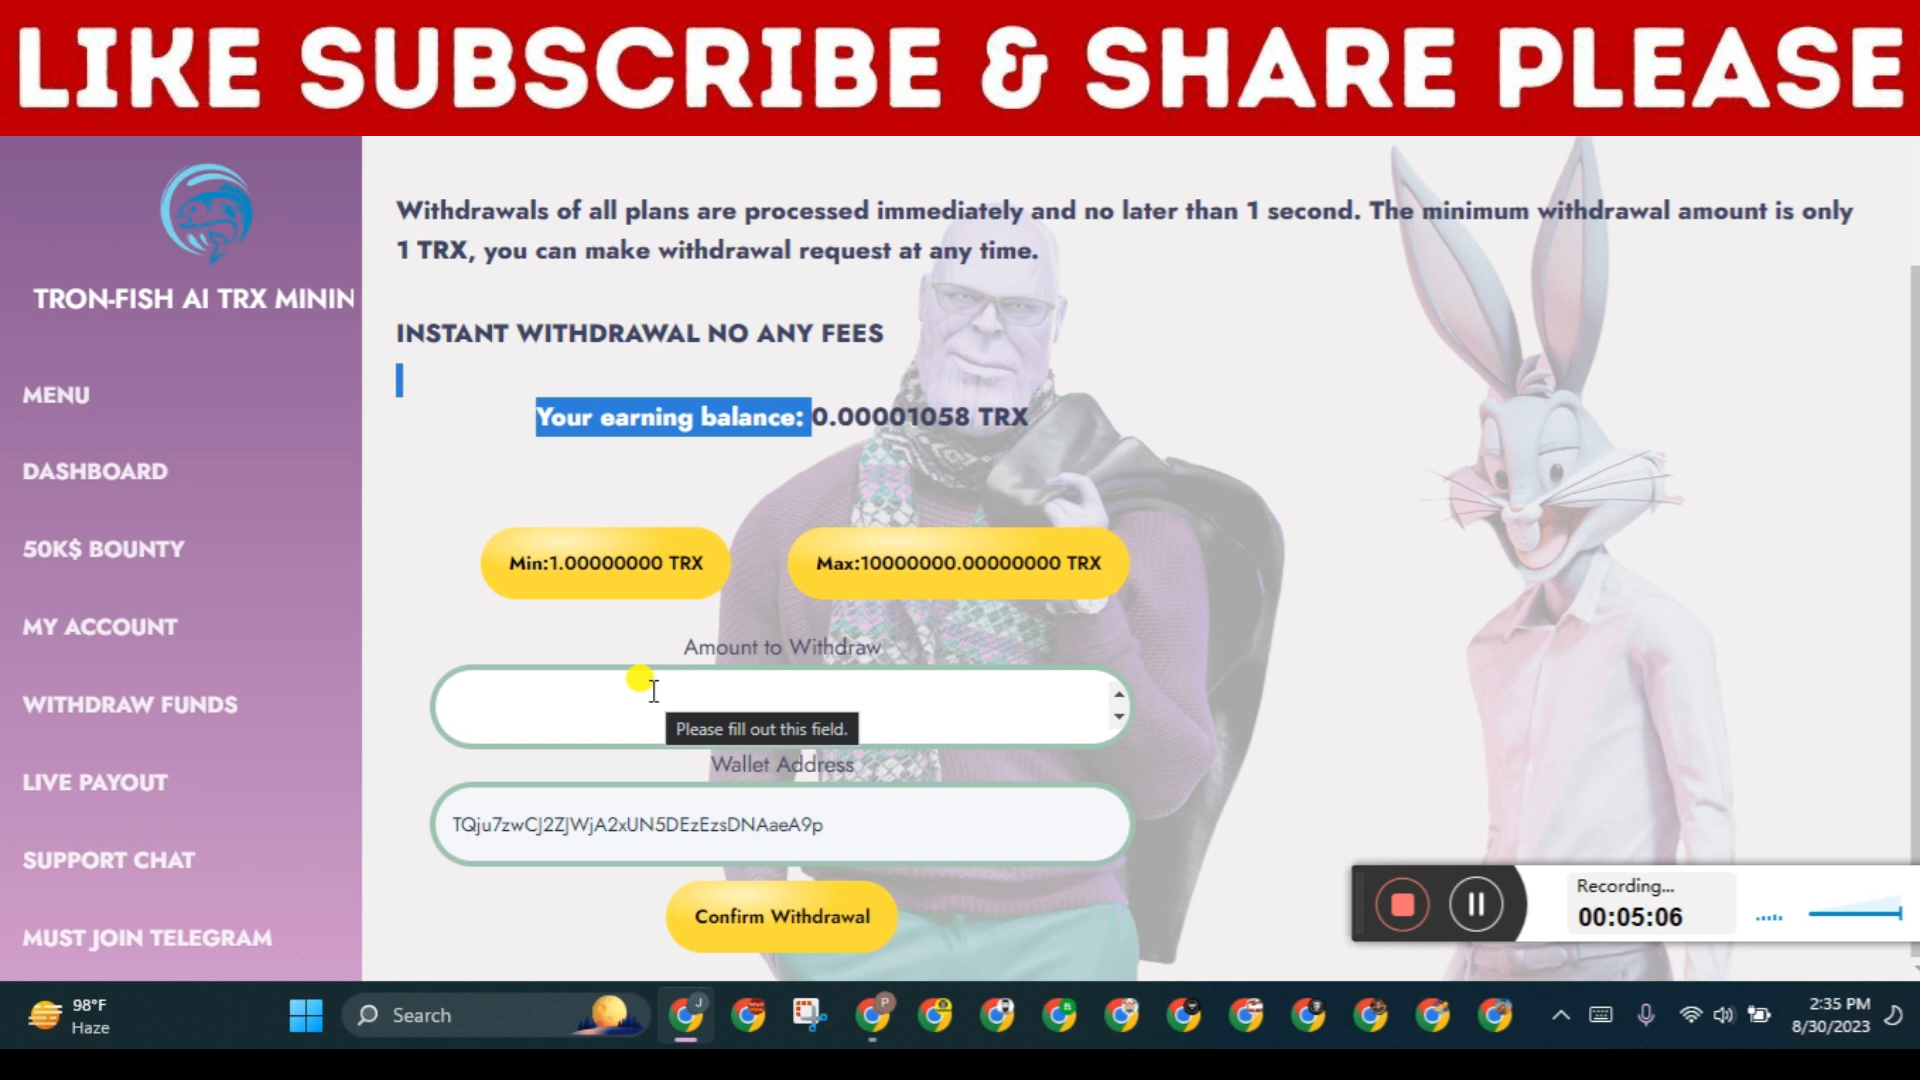 LIKE SUBSCRIBE & SHARE PLEASE
TRON-FISH AI TRX MININ
MENU
DASHBOARD
50K$ BOUNTY
MY ACCOUNT
WITHDRAW FUNDS
LIVE PAYOUT
SUPPORT CHAT
MUST JOIN TELEGRAM
Withdrawals of all plans are processed immediately and no later than 1 second. The minimum withdrawal amount is only
1 TRX, you can make withdrawal request at any time.
INSTANT WITHDRAWAL NO ANY FEES
Your earning balance: 0.00001058 TRX
Min:1.00000000 TRX
Max:10000000.00000000 TRX
Amount to Withdraw
Please fill out this field.
Wallet Address
TQju7zwCJ2ZJWjA2xUN5DEzEzsDNAaeA9p
Confirm Withdrawal
Recording...
00:05:06
98°F
Haze
Search
J
P
2:35 PM
8/30/2023